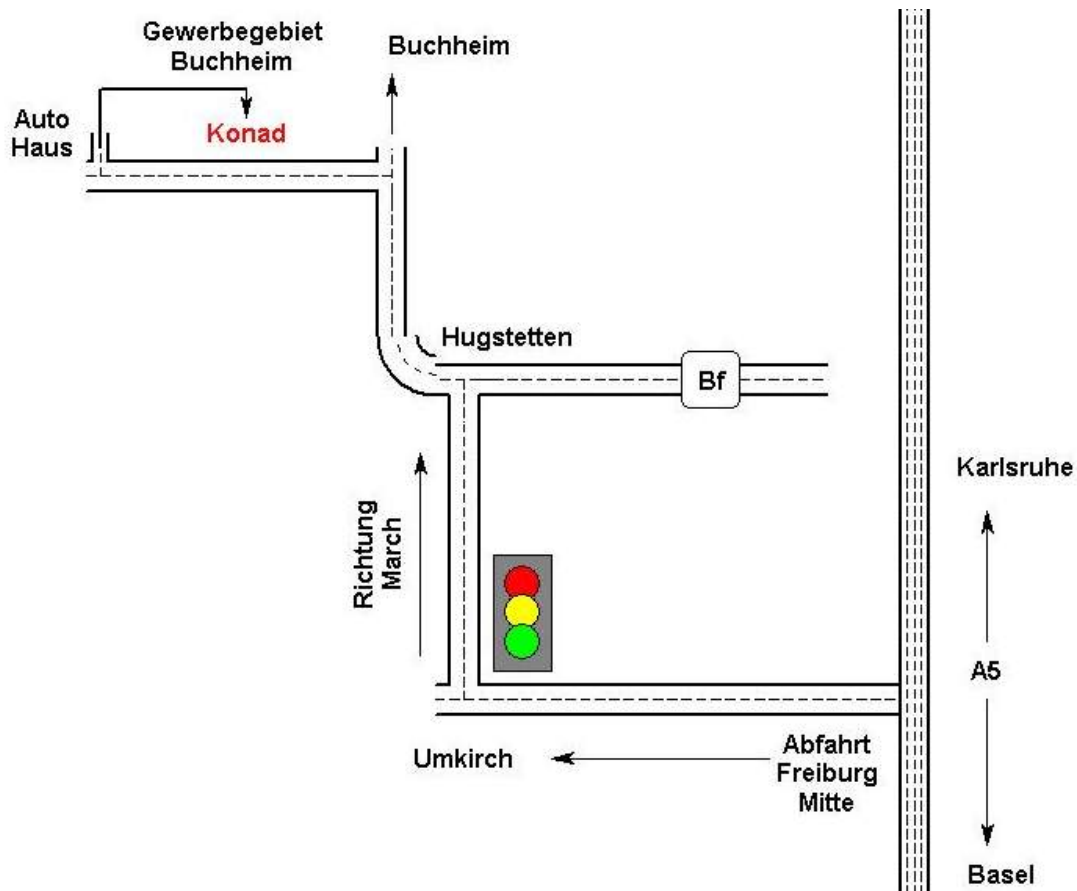 Gewerbegebiet
Buchheim
Buchheim
Auto
Haus
Konad
Hugstetten
Bf
Karlsruhe
Richtung
March
A5
Umkirch
Abfahrt
Freiburg
Mitte
Basel